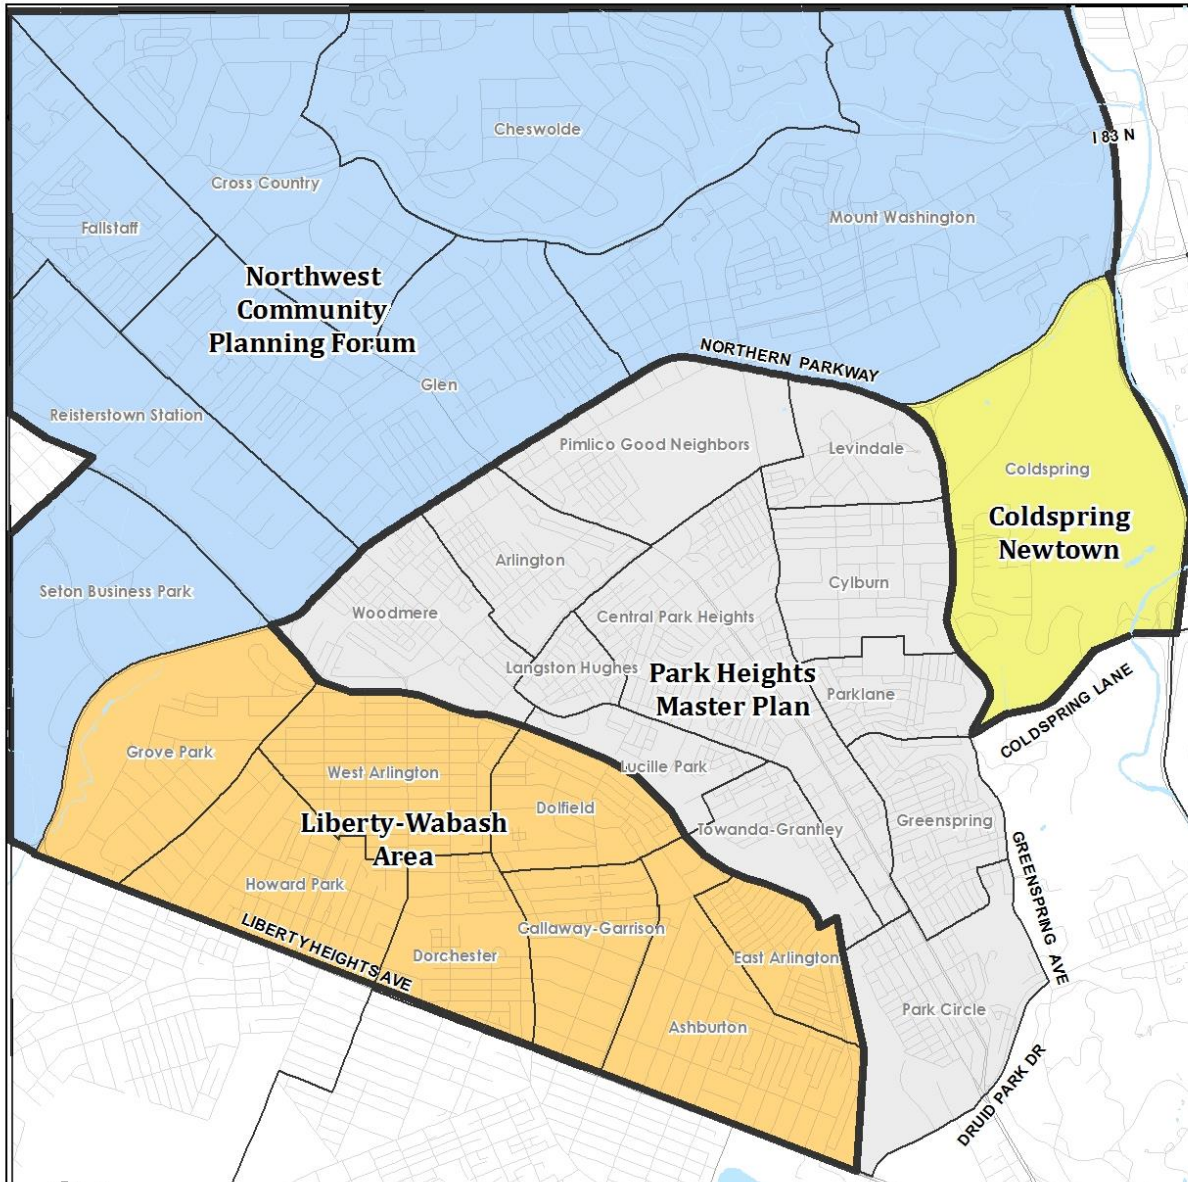 Cheswolde
I 83 N
Cross Country
Mount Washington
Fallstaff
Northwest
Community
Planning Forum
NORTHERN PARKWAY
Glen
Reisterstown Station
Pimlico Good Neighbors
Levindale
Coldspring
Coldspring
Newtown
Arlington
Cylburn
Seton Business Park
Woodmere
Central Park Heights
Langston Hughes
Park Heights
Master Plan
Parklane
COLDSPRING LANE
Grove Park
West Arlington
Lucille Park
Dolfield
Liberty-Wabash
Area
Towanda-Grantley
Greenspring
GREENSPRING AVE
Howard Park
LIBERTY HEIGHTS AVE
Callaway-Garrison
Dorchester
East Arlington
Park Circle
Ashburton
DRUID PARK DR